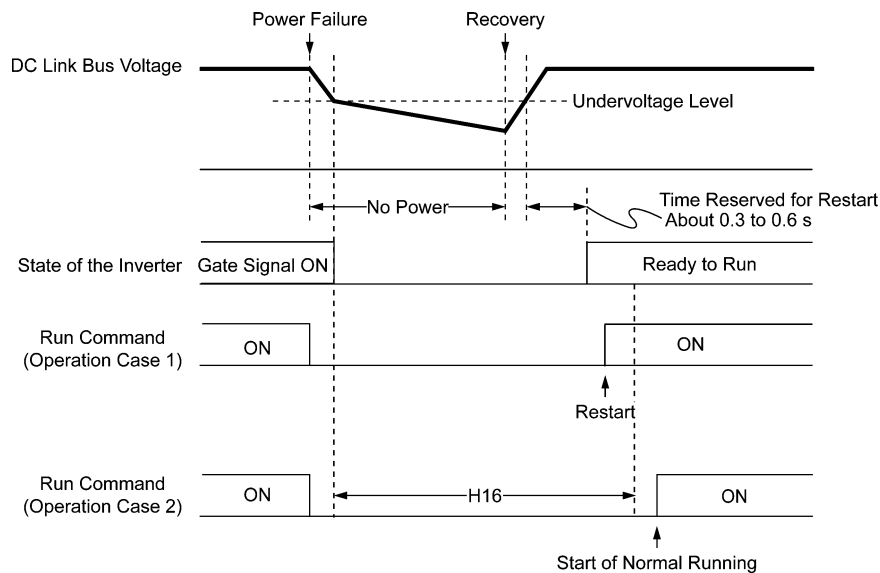 Power Failure
Recovery
DC Link Bus Voltage
Undervoltage Level
No Power
Time Reserved for Restart
About 0.3 to 0.6 s
State of the Inverter
Gate Signal ON
Ready to Run
Run Command
(Operation Case 1)
ON
ON
Restart
Run Command
(Operation Case 2)
ON
H16
ON
Start of Normal Running